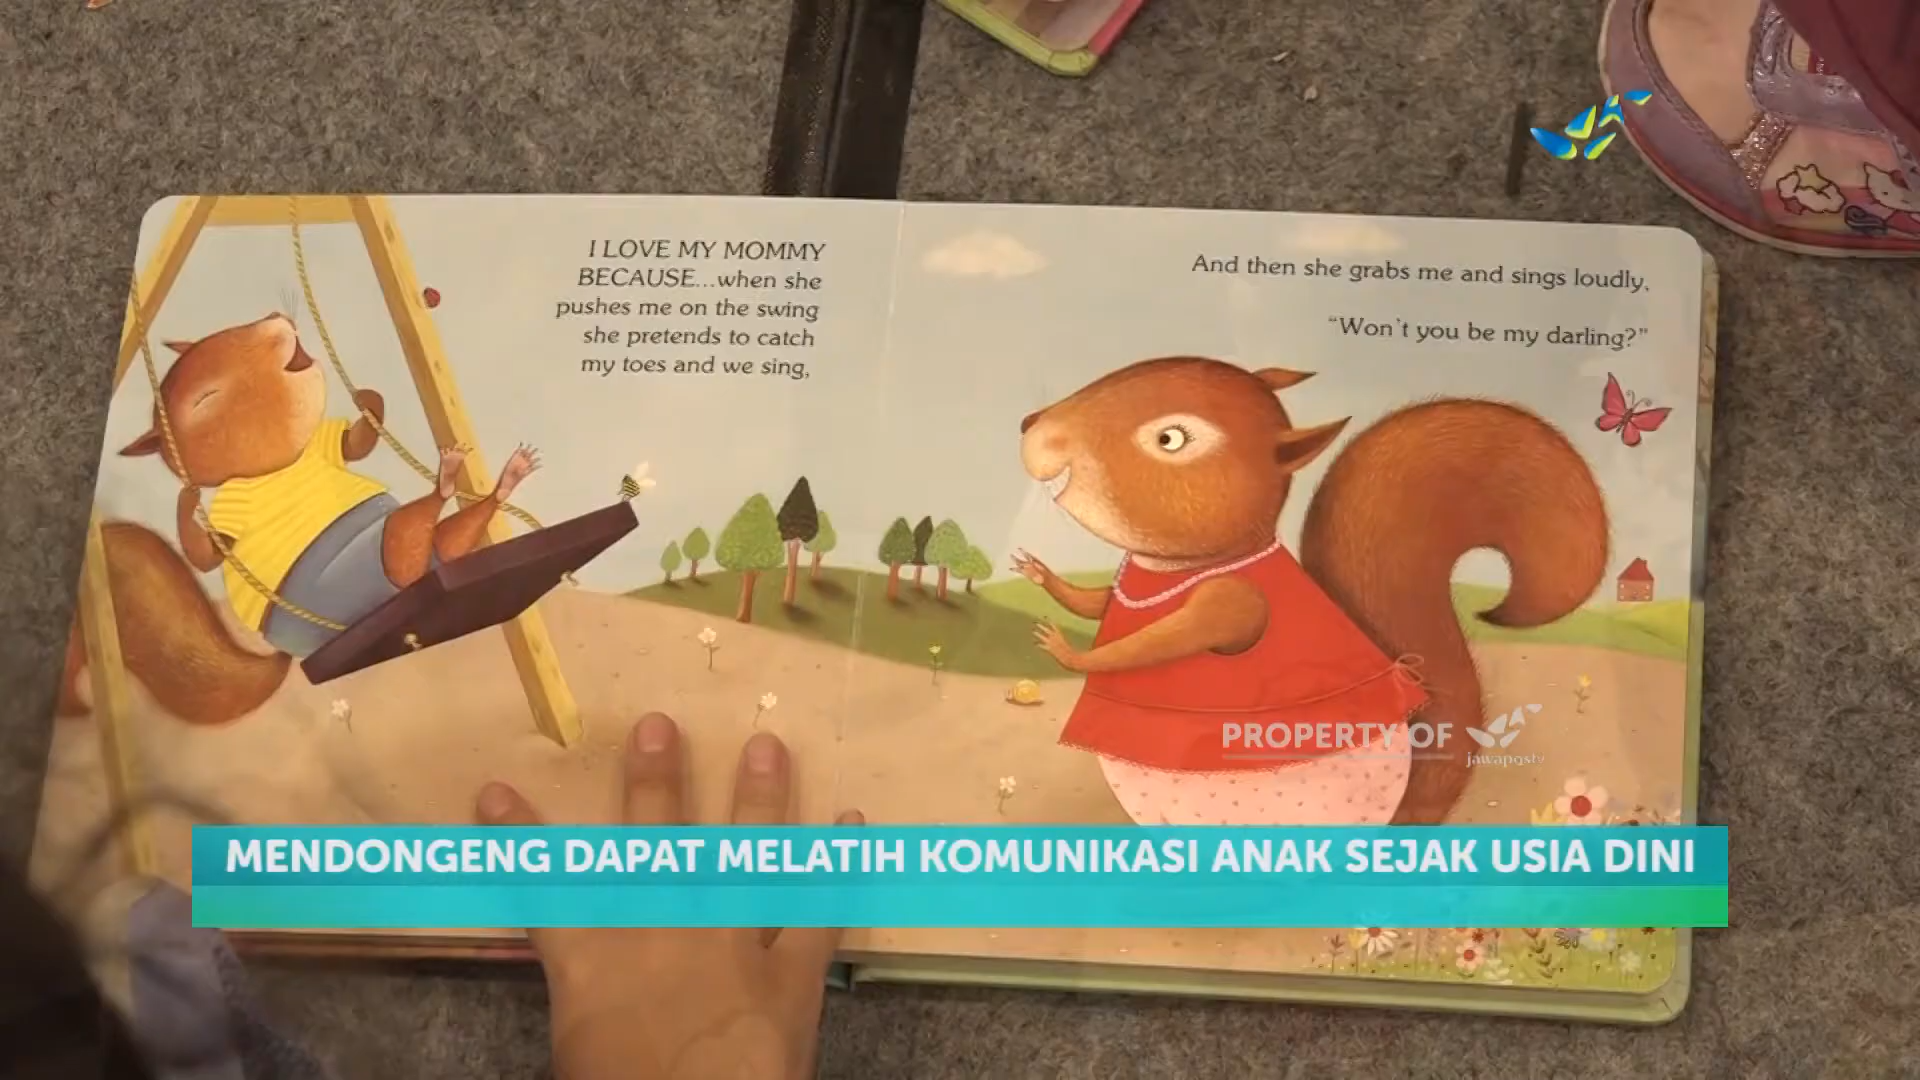 I LOVE MY MOMMY
BECAUSE...when she
pushes me on the swing
she pretends to catch
my toes and we sing,
And then she grabs me and sings loudly,
"Won't you be my darling?"
PROPERTY OF
jawapostv
MENDONGENG DAPAT MELATIH KOMUNIKASI ANAK SEJAK USIA DINI